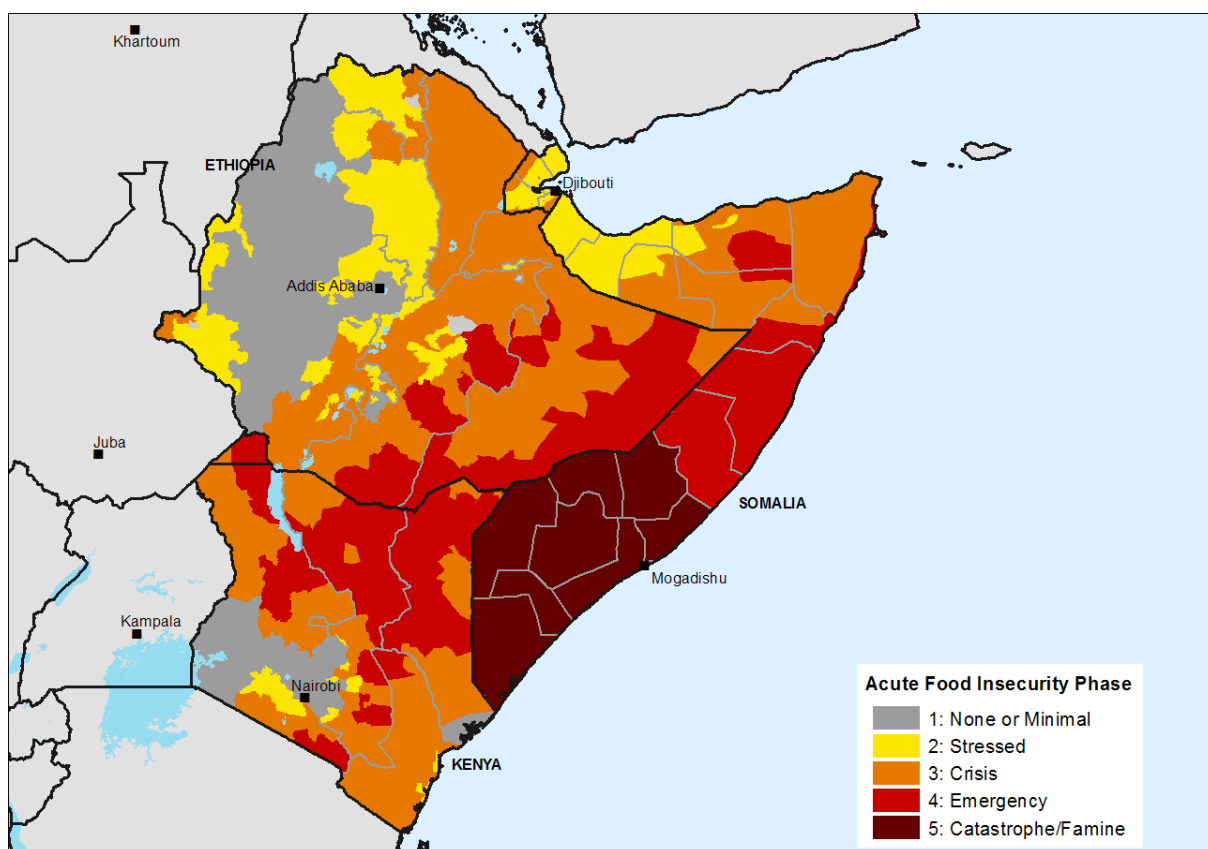 Khartoum
ETHIOPIA
Djibouti
Addis Ababa
Juba
SOMALIA
Mogadishu
Kampala
Nairobi
KENYA
Acute Food Insecurity Phase
1: None or Minimal
2: Stressed
3: Crisis
4: Emergency
5: Catastrophe/Famine